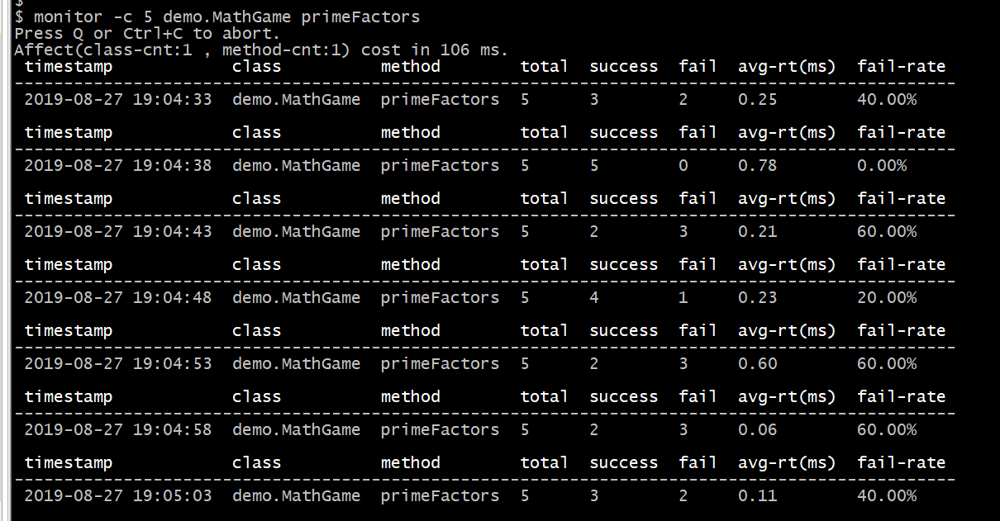 $
$ monitor -c 5 demo.MathGame primeFactors
Press Q or Ctrl+C to abort.
Affect(class-cnt:1 , method-cnt:1) cost in 106 ms.
timestamp class method total success fail avg-rt(ms) fail-rate
--------------------------------------------------------------------------------------------
2019-08-27 19:04:33 demo.MathGame primeFactors 5 3 2 0.25 40.00%
timestamp class method total success fail avg-rt(ms) fail-rate
--------------------------------------------------------------------------------------------
2019-08-27 19:04:38 demo.MathGame primeFactors 5 5 0 0.78 0.00%
timestamp class method total success fail avg-rt(ms) fail-rate
--------------------------------------------------------------------------------------------
2019-08-27 19:04:43 demo.MathGame primeFactors 5 2 3 0.21 60.00%
timestamp class method total success fail avg-rt(ms) fail-rate
--------------------------------------------------------------------------------------------
2019-08-27 19:04:48 demo.MathGame primeFactors 5 4 1 0.23 20.00%
timestamp class method total success fail avg-rt(ms) fail-rate
--------------------------------------------------------------------------------------------
2019-08-27 19:04:53 demo.MathGame primeFactors 5 2 3 0.60 60.00%
timestamp class method total success fail avg-rt(ms) fail-rate
--------------------------------------------------------------------------------------------
2019-08-27 19:04:58 demo.MathGame primeFactors 5 2 3 0.06 60.00%
timestamp class method total success fail avg-rt(ms) fail-rate
--------------------------------------------------------------------------------------------
2019-08-27 19:05:03 demo.MathGame primeFactors 5 3 2 0.11 40.00%